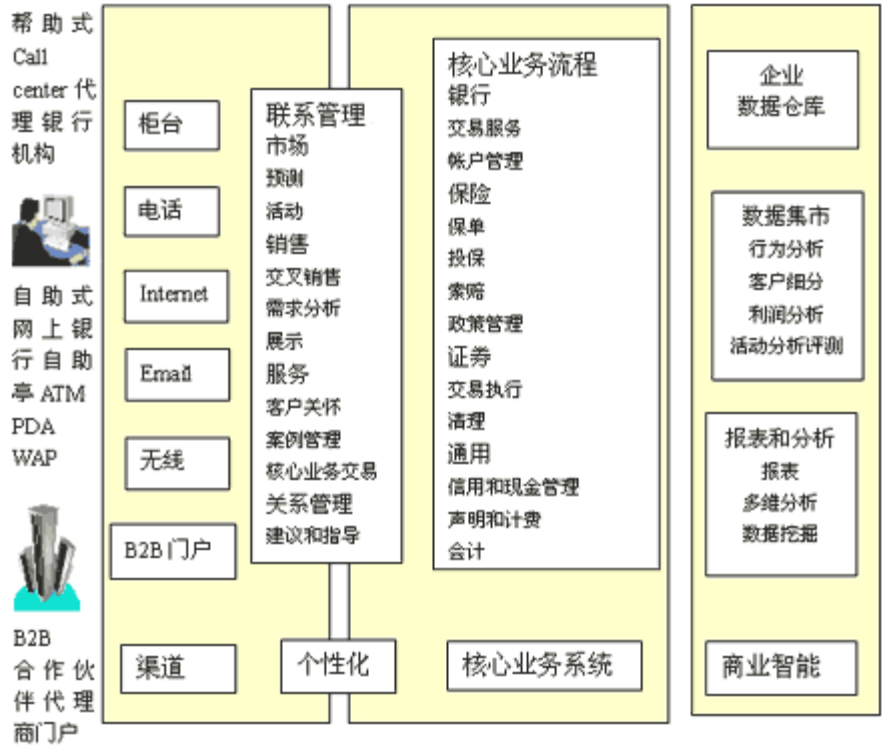 帮助式
Call
center 代
理银行
机构
自助式
网上银
行自助
亭 ATM
PDA
WAP
B2B
合作伙
伴代理
商门户
柜台
电话
Internet
Email
无线
B2B 门户
渠道
联系管理
市场
预测
活动
销售
交叉销售
需求分析
展示
服务
客户关怀
案例管理
核心业务交易
关系管理
建议和指导
个性化
核心业务流程
银行
交易服务
帐户管理
保险
保单
投保
索赔
政策管理
证券
交易执行
清理
通用
信用和现金管理
声明和计费
会计
核心业务系统
企业
数据仓库
数据集市
行为分析
客户细分
利润分析
活动分析评测
报表和分析
报表
多维分析
数据挖掘
商业智能